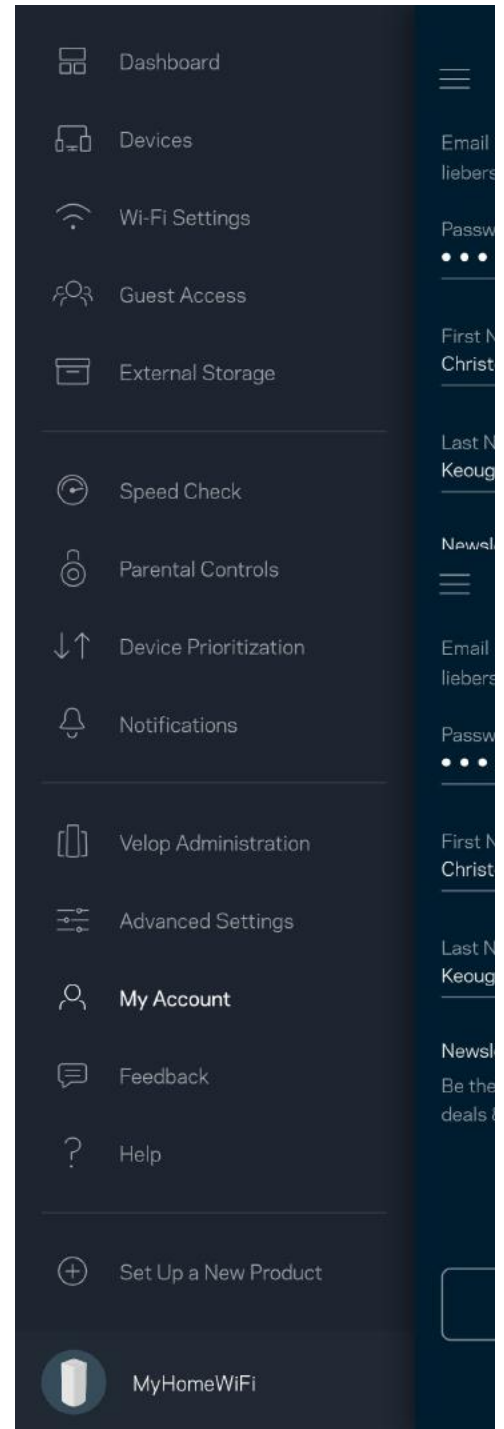 Dashboard
Devices
Wi-Fi Settings
Guest Access
External Storage
Speed Check
Parental Controls
Device Prioritization
Notifications
Velop Administration
Advanced Settings
My Account
Feedback
Help
Set Up a New Product
MyHomeWiFi
Email
liebers
Passw
First N
Christ
Last N
Keoug
Newsl
Email
liebers
Passw
First N
Christ
Last N
Keoug
Newsl
Be the
deals &